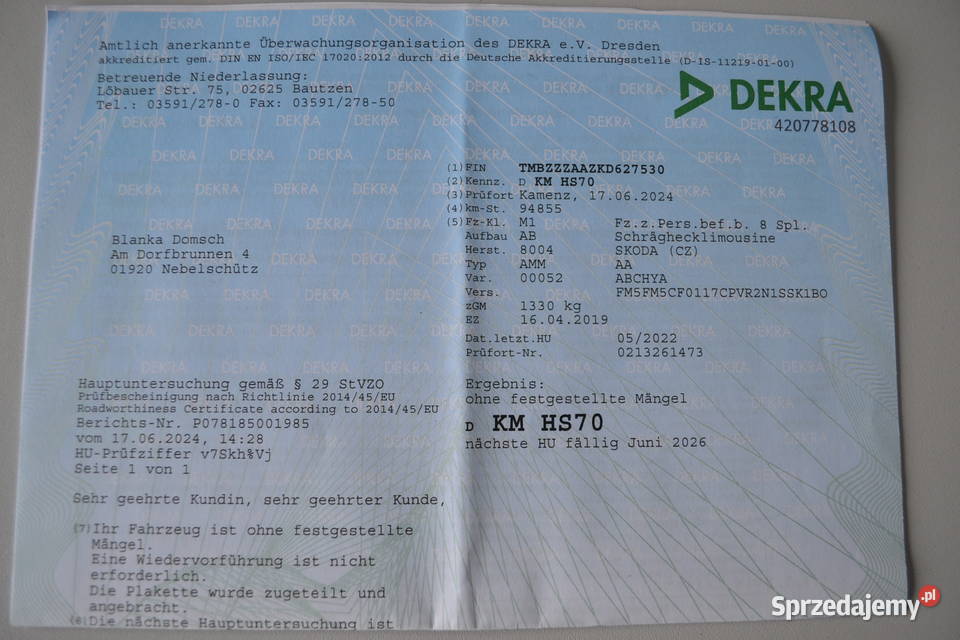 Amtlich anerkannte Überwachungsorganisation des DEKRA e.V. Dresden
akkreditiert gem. DIN EN ISO/IEC 17020:2012 durch die Deutsche Akkreditierungsstelle (D-IS-11219-01-00)
Betreuende Niederlassung:
Löbauer Str. 75, 02625 Bautzen
Tel.: 03591/278-0 Fax: 03591/278-50
DEKRA
420778108
(1) FIN TMBZZZAAZKD627530
(2) Kennz. D KM HS70
(3) Prüfort Kamenz, 17.06.2024
(4) km-St. 94855
(5) Fz-Kl. M1 Fz.z.Pers.bef.b. 8 Spl.
Aufbau AB Schräghecklimousine
Herst. 8004 SKODA (CZ)
Typ AMM AA
Var. 00052 ABCHYA
Vers. FM5FM5CF0117CPVR2N1SSK1BO
zGM 1330 kg
EZ 16.04.2019
Dat.letzt.HU 05/2022
Prüfort-Nr. 0213261473
Blanka Domsch
Am Dorfbrunnen 4
01920 Nebelschütz
Hauptuntersuchung gemäß § 29 StVZO
Prüfbescheinigung nach Richtlinie 2014/45/EU
Roadworthiness Certificate according to 2014/45/EU
Berichts-Nr. P078185001985
vom 17.06.2024, 14:28
HU-Prüfziffer v7Skh%Vj
Seite 1 von 1
Ergebnis:
ohne festgestellte Mängel
D KM HS70
nächste HU fällig Juni 2026
Sehr geehrte Kundin, sehr geehrter Kunde,
(7) Ihr Fahrzeug ist ohne festgestellte
Mängel.
Eine Wiedervorführung ist nicht
erforderlich.
Die Plakette wurde zugeteilt und
angebracht.
(6) Die nächste Hauptuntersuchung ist
Sprzedajemy.pl